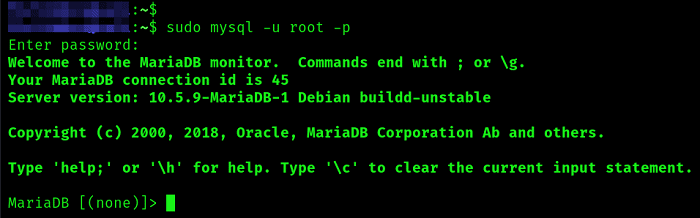 :~$
:~$ sudo mysql -u root -p
Enter password:
Welcome to the MariaDB monitor.  Commands end with ; or \g.
Your MariaDB connection id is 45
Server version: 10.5.9-MariaDB-1 Debian buildd-unstable
Copyright (c) 2000, 2018, Oracle, MariaDB Corporation Ab and others.
Type 'help;' or '\h' for help. Type '\c' to clear the current input statement.
MariaDB [(none)]>